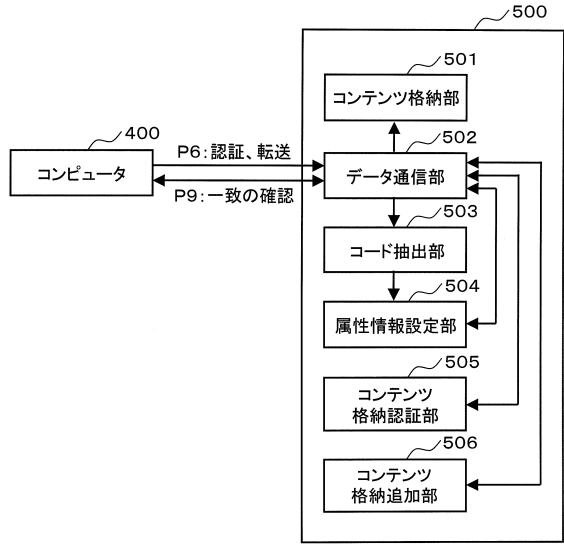 500
501
コンテンツ格納部
400
コンピュータ
P6:認証、転送
502
データ通信部
P9:一致の確認
503
コード抽出部
504
属性情報設定部
505
コンテンツ
格納認証部
506
コンテンツ
格納追加部